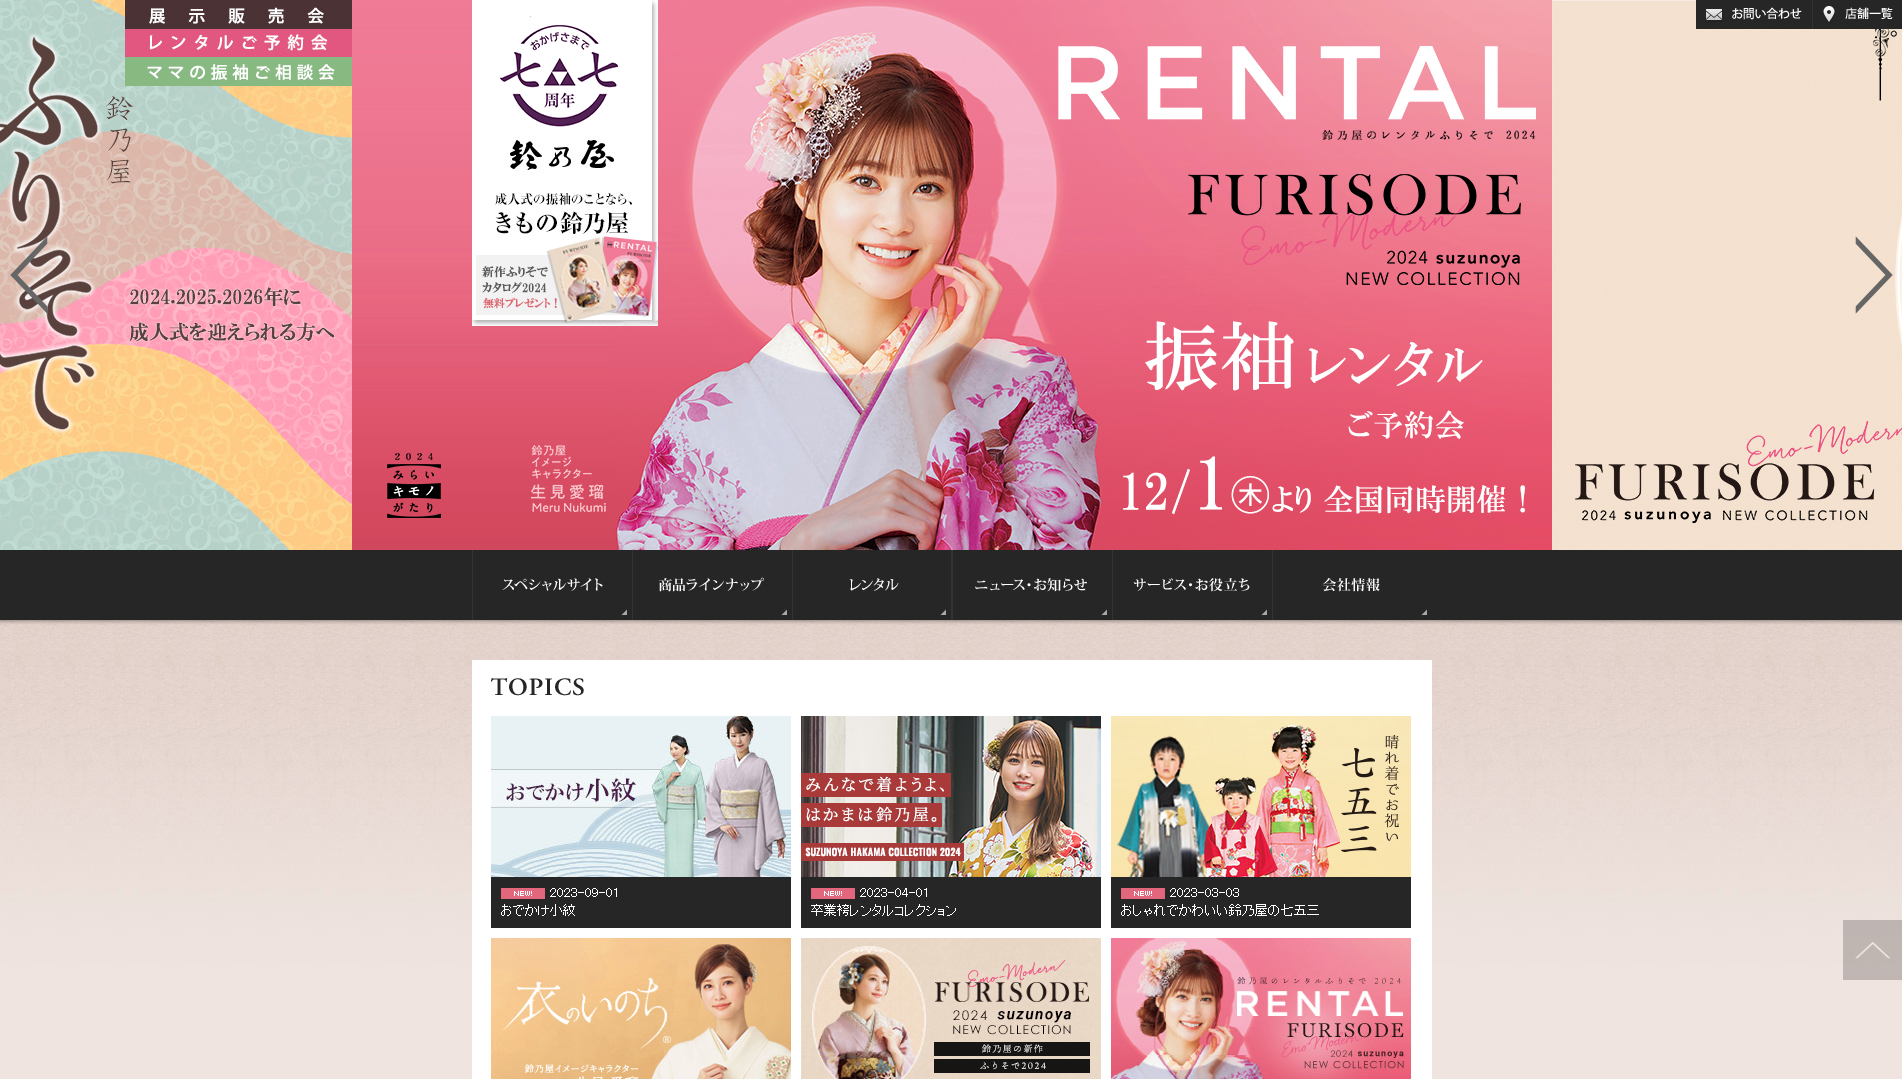 展示販売会
レンタルご予約会
ママの振袖ご相談会
ふりそで
鈴乃屋
2024.2025.2026年に
成人式を迎えられる方へ
おかげさまで
七七
周年
鈴乃屋
成人式の振袖のことなら、
きもの鈴乃屋
新作ふりそで
カタログ2024
無料プレゼント!
RENTAL
2024
みらい
キモノ
がたり
鈴乃屋
イメージ
キャラクター
生見愛瑠
Meru Nukumi
RENTAL
鈴乃屋のレンタルふりそで 2024
FURISODE
Emo-Modern
2024 suzunoya
NEW COLLECTION
振袖レンタル
ご予約会
12/1㊍より 全国同時開催!
お問い合わせ
店舗一覧
Emo-Modern
FURISODE
2024 suzunoya NEW COLLECTION
スペシャルサイト
商品ラインナップ
レンタル
ニュース・お知らせ
サービス・お役立ち
会社情報
TOPICS
おでかけ小紋
NEW! 2023-09-01
おでかけ小紋
みんなで着ようよ、
はかまは鈴乃屋。
SUZUNOYA HAKAMA COLLECTION 2024
NEW! 2023-04-01
卒業袴レンタルコレクション
晴れ着でお祝い
七五三
NEW! 2023-03-03
おしゃれでかわいい鈴乃屋の七五三
衣のいのち®
鈴乃屋イメージキャラクター
Emo-Modern
FURISODE
2024 suzunoya
NEW COLLECTION
鈴乃屋の新作
ふりそで2024
鈴乃屋のレンタルふりそで 2024
RENTAL
FURISODE
Emo-Modern
2024 suzunoya
NEW COLLECTION